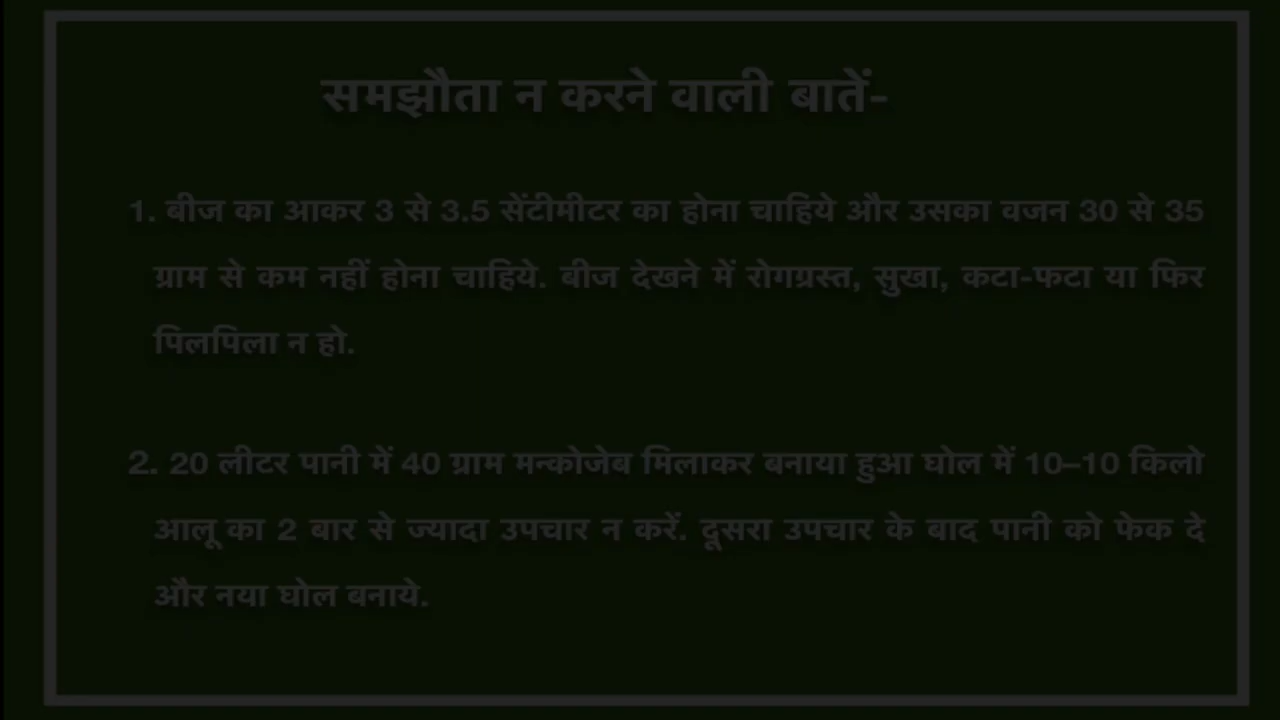 समझौता न करने वाली बातें-
1. बीज का आकर 3 से 3.5 सेंटीमीटर का होना चाहिये और उसका वजन 30 से 35
ग्राम से कम नहीं होना चाहिये. बीज देखने में रोगग्रस्त, सुखा, कटा-फटा या फिर
पिलपिला न हो.
2. 20 लीटर पानी में 40 ग्राम मन्कोजेब मिलाकर बनाया हुआ घोल में 10–10 किलो
आलू का 2 बार से ज्यादा उपचार न करें. दूसरा उपचार के बाद पानी को फेक दे
और नया घोल बनाये.